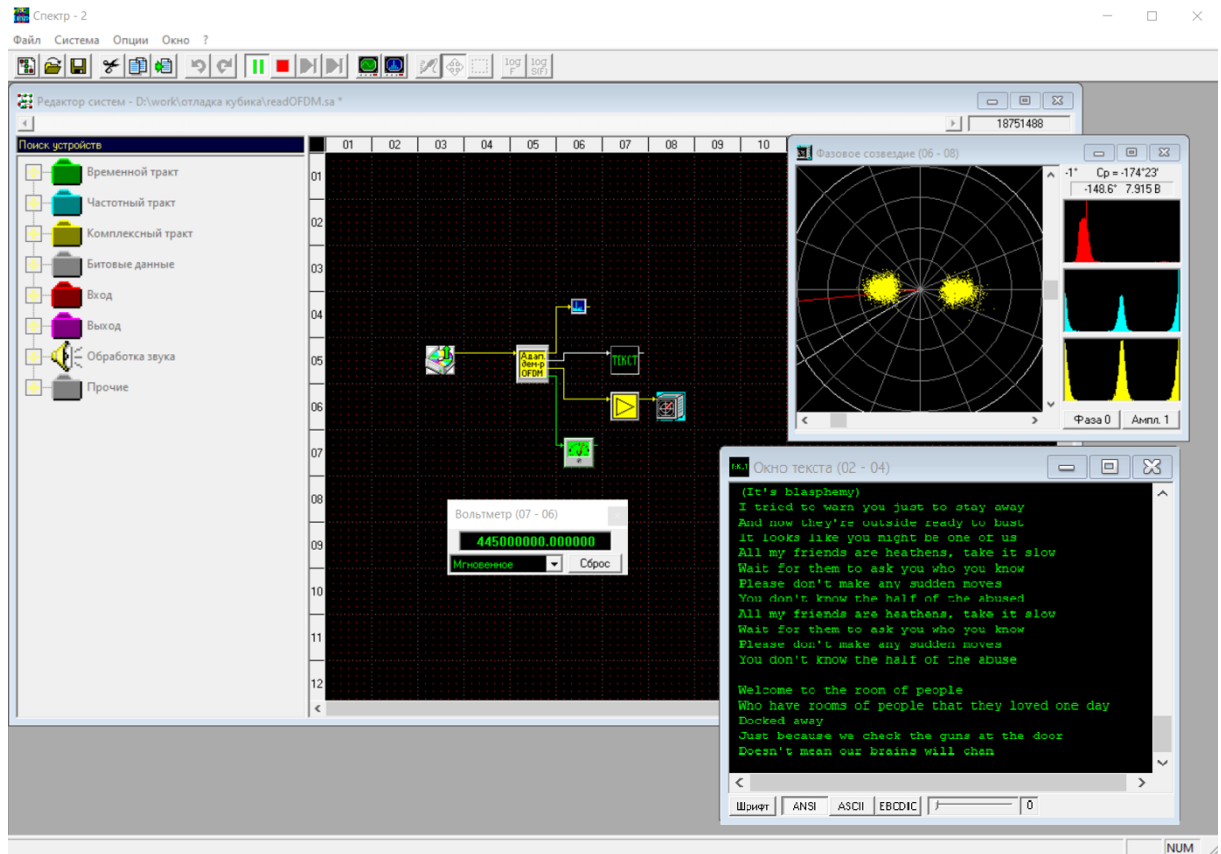 Спектр - 2
Файл Система Опции Окно ?
log F log S(F)
Редактор систем - D:\work\отладка кубика\readOFDM.sa *
18751488
Поиск устройств
Временной тракт
Частотный тракт
Комплексный тракт
Битовые данные
Вход
Выход
Обработка звука
Прочие
01 02 03 04 05 06 07 08 09 10
01
02
03
04
05
06
07
08
09
10
11
12
Адап.
дем-р
OFDM
ТЕКСТ
Вольтметр (07 - 06)
445000000.000000
Мгновенное Сброс
Фазовое созвездие (06 - 08)
-1° Ср = -174°23'
-148.6° 7.915 В
Фаза 0 Ампл. 1
Окно текста (02 - 04)
(It's blasphemy)
I tried to warn you just to stay away
And now they're outside ready to bust
It looks like you might be one of us
All my friends are heathens, take it slow
Wait for them to ask you who you know
Please don't make any sudden moves
You don't know the half of the abused
All my friends are heathens, take it slow
Wait for them to ask you who you know
Please don't make any sudden moves
You don't know the half of the abuse
Welcome to the room of people
Who have rooms of people that they loved one day
Docked away
Just because we check the guns at the door
Doesn't mean our brains will chan
Шрифт ANSI ASCII EBCDIC 0
NUM